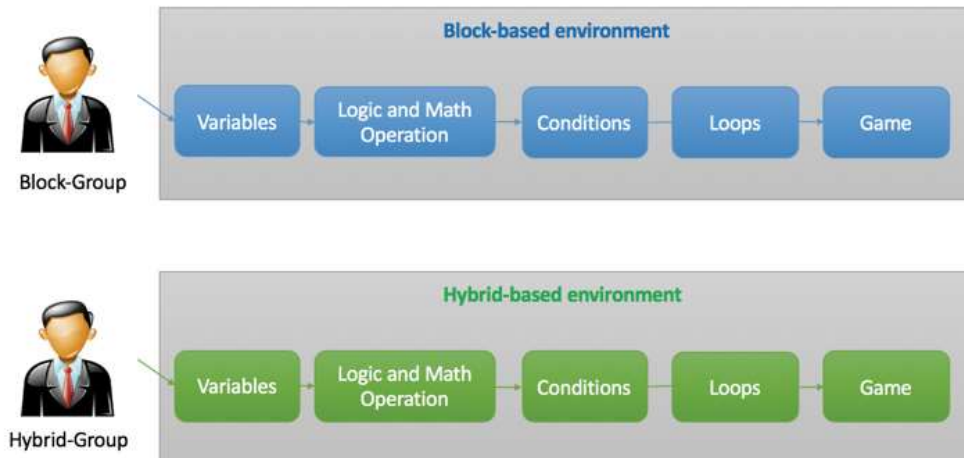 Block-based environment
Variables
Logic and Math
Operation
Conditions
Loops
Game
Block-Group
Hybrid-based environment
Variables
Logic and Math
Operation
Conditions
Loops
Game
Hybrid-Group